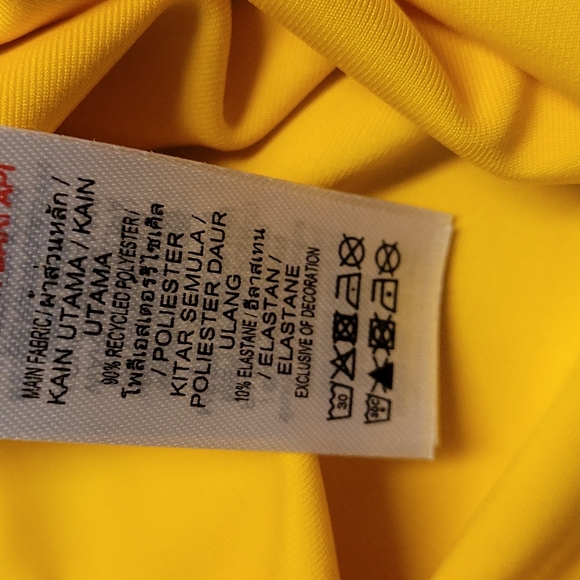 MAIN FABRIC / ผ้าส่วนหลัก /
KAIN UTAMA / KAIN
UTAMA
90% RECYCLED POLYESTER /
โพลีเอสเตอร์รีไซเคิล
/ POLIESTER
KITAR SEMULA /
POLIESTER DAUR
ULANG
10% ELASTANE / อีลาสเทน
/ ELASTAN /
ELASTANE
EXCLUSIVE OF DECORATION
30